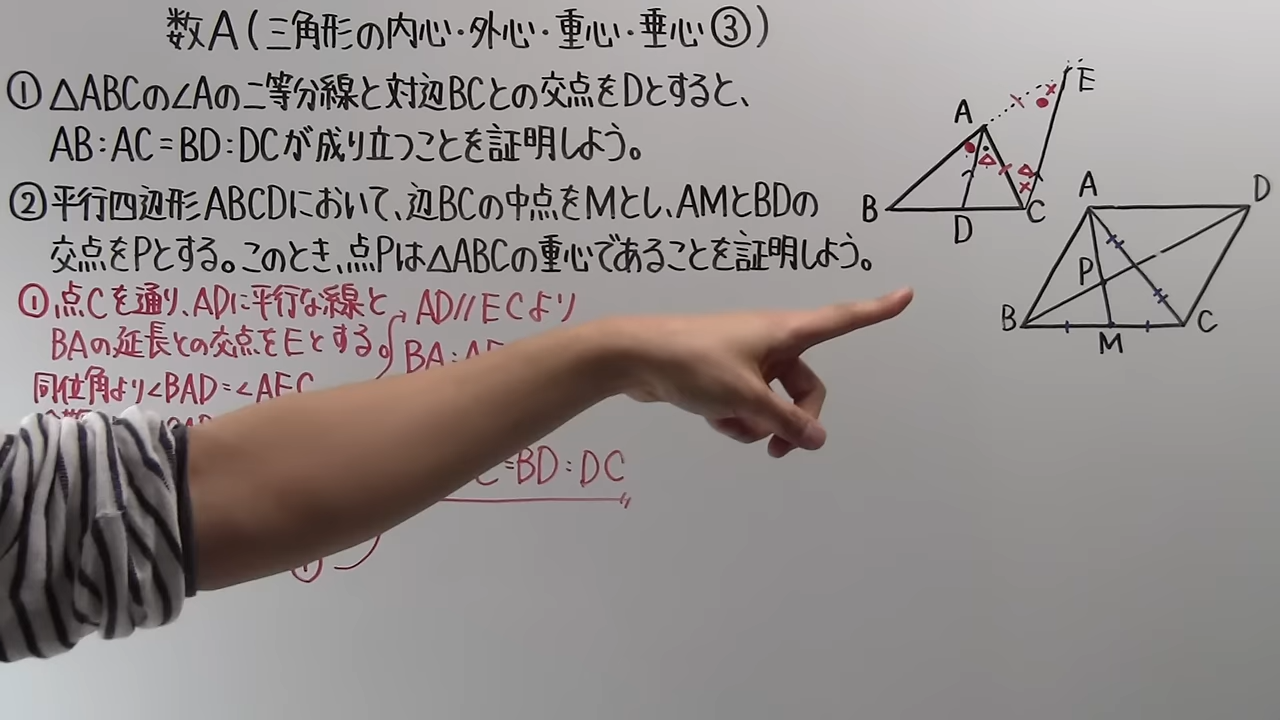 数A(三角形の内心・外心・重心・垂心③)
① △ABCの∠Aの二等分線と対辺BCとの交点をDとすると、
AB:AC=BD:DCが成り立つことを証明しよう。
② 平行四辺形ABCDにおいて、辺BCの中点をMとし、AMとBDの
交点をPとする。このとき、点Pは△ABCの重心であることを証明しよう。
①点Cを通り、ADに平行な線と
BAの延長との交点をEとする。
同位角より∠BAD=∠AEC
AD//ECより
BA:AE
=BD:DC
①
A
B
D
C
E
A
D
P
B
M
C